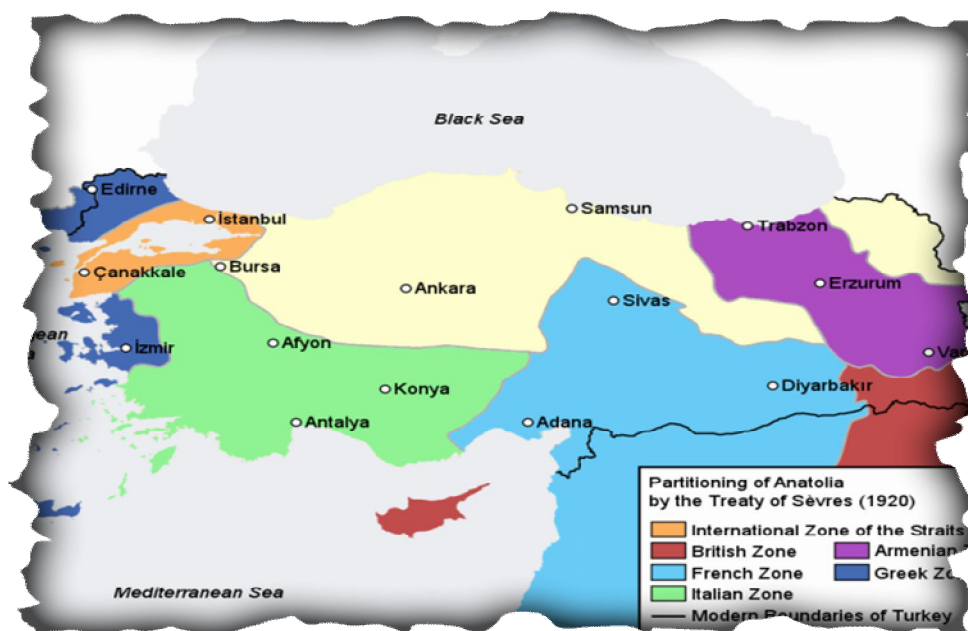 Black Sea
Edirne
İstanbul
Samsun
Trabzon
Çanakkale
Bursa
Ankara
Sivas
Erzurum
İzmir
Afyon
Konya
Diyarbakır
Antalya
Adana
Mediterranean Sea
Partitioning of Anatolia
by the Treaty of Sèvres (1920)
International Zone of the Straits
British Zone
Armenian
French Zone
Greek
Italian Zone
Modern Boundaries of Turkey